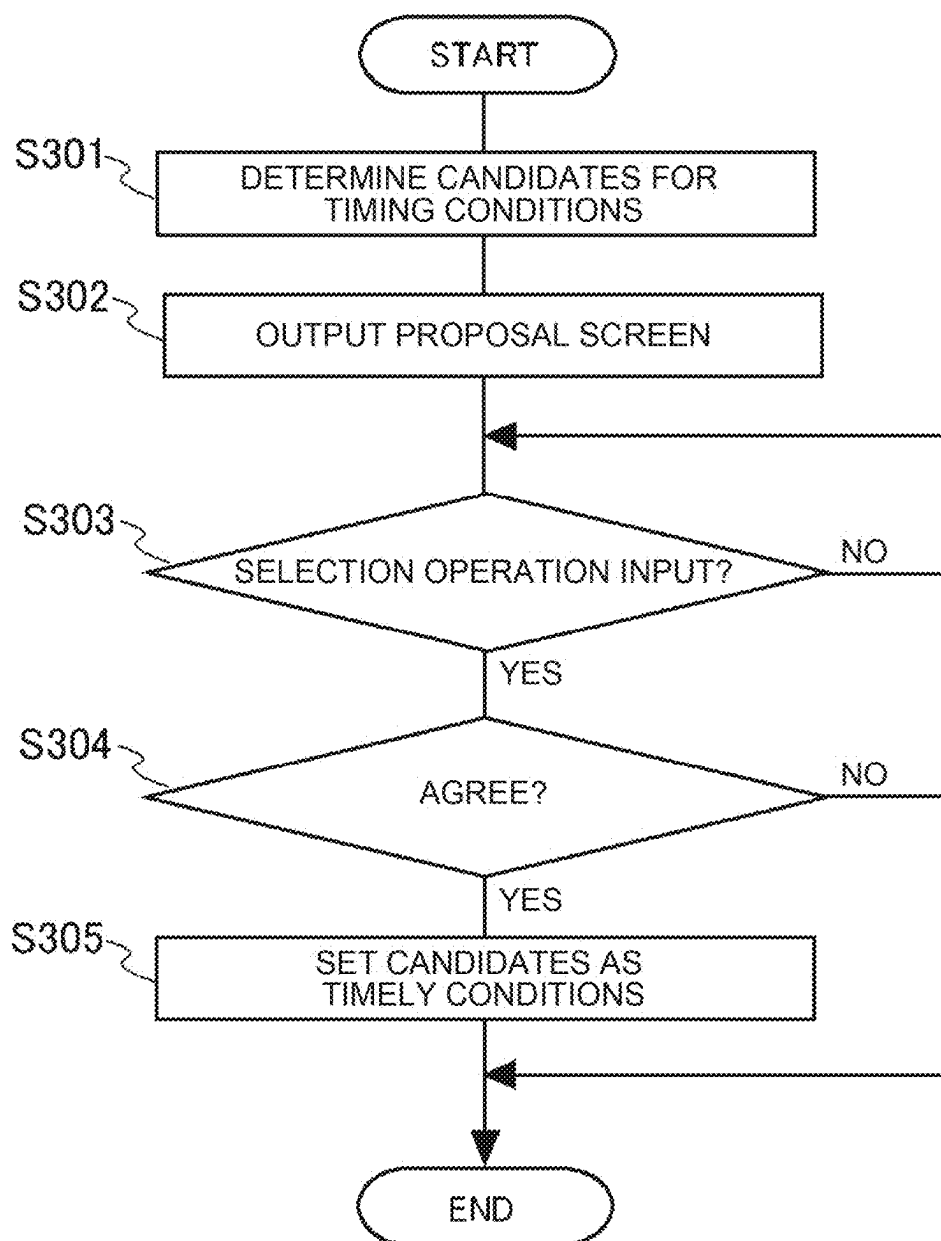 START
S301
DETERMINE CANDIDATES FOR
TIMING CONDITIONS
S302
OUTPUT PROPOSAL SCREEN
S303
SELECTION OPERATION INPUT?
NO
YES
S304
AGREE?
NO
YES
S305
SET CANDIDATES AS
TIMELY CONDITIONS
END